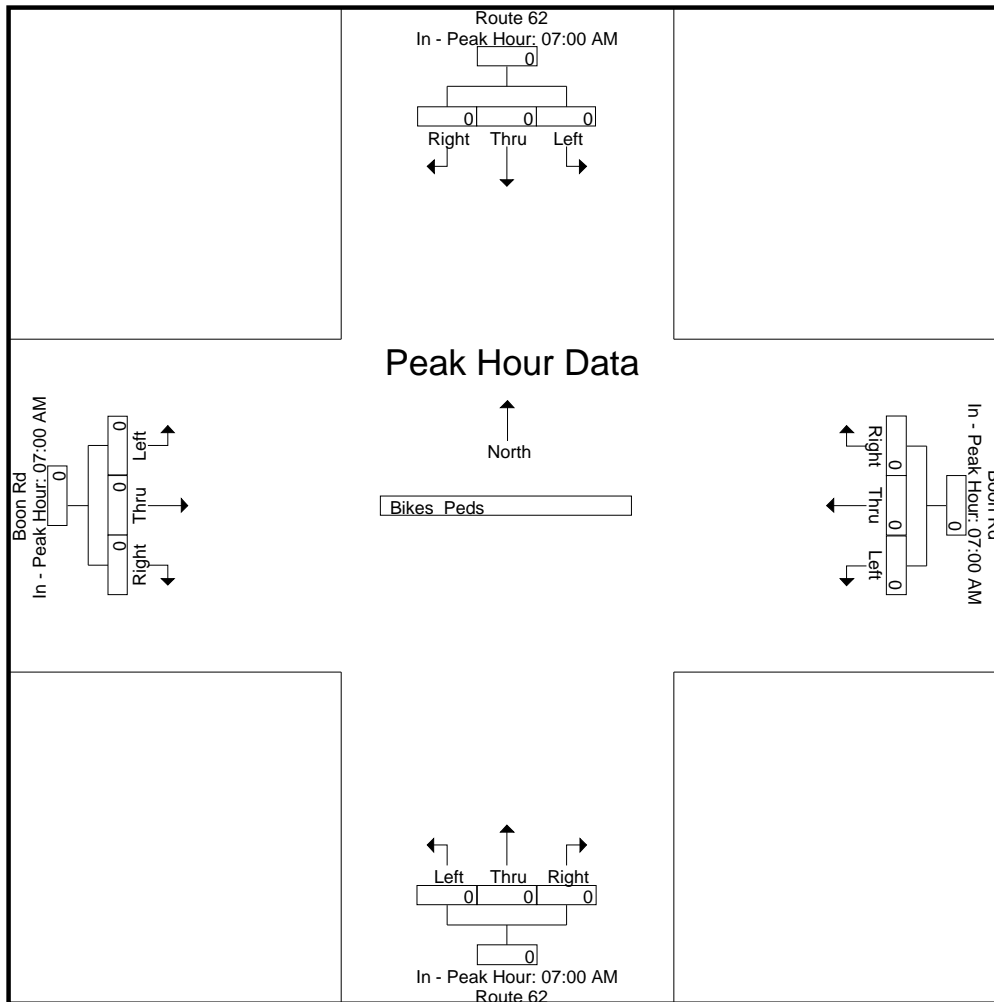 Route 62
In - Peak Hour: 07:00 AM
0
0 0 0
Right Thru Left
Peak Hour Data
North
Bikes Peds
Boon Rd
In - Peak Hour: 07:00 AM
0
0 0 0
Left Thru Right
Right Thru Left
0 0 0
0
In - Peak Hour: 07:00 AM
Boon Rd
Left Thru Right
0 0 0
0
In - Peak Hour: 07:00 AM
Route 62